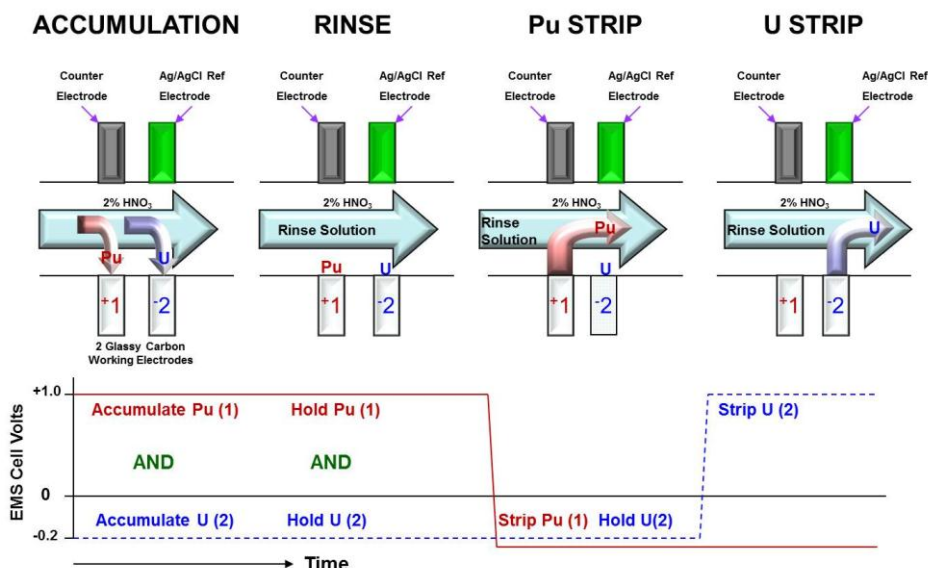 ACCUMULATION
RINSE
Pu STRIP
U STRIP
Counter
Electrode
Ag/AgCl Ref
Electrode
Counter
Electrode
Ag/AgCl Ref
Electrode
Counter
Electrode
Ag/AgCl Ref
Electrode
Counter
Electrode
Ag/AgCl Ref
Electrode
2% HNO₃
Pu
U
⁺1
⁻2
2 Glassy Carbon
Working Electrodes
2% HNO₃
Rinse Solution
Pu
U
⁺1
⁻2
2% HNO₃
Rinse
Solution
Pu
U
⁺1
⁻2
2% HNO₃
Rinse Solution
U
⁺1
⁻2
EMS Cell Volts
+1.0
0
-0.2
Accumulate Pu (1)
Hold Pu (1)
Strip U (2)
AND
AND
Accumulate U (2)
Hold U (2)
Strip Pu (1)
Hold U(2)
Time